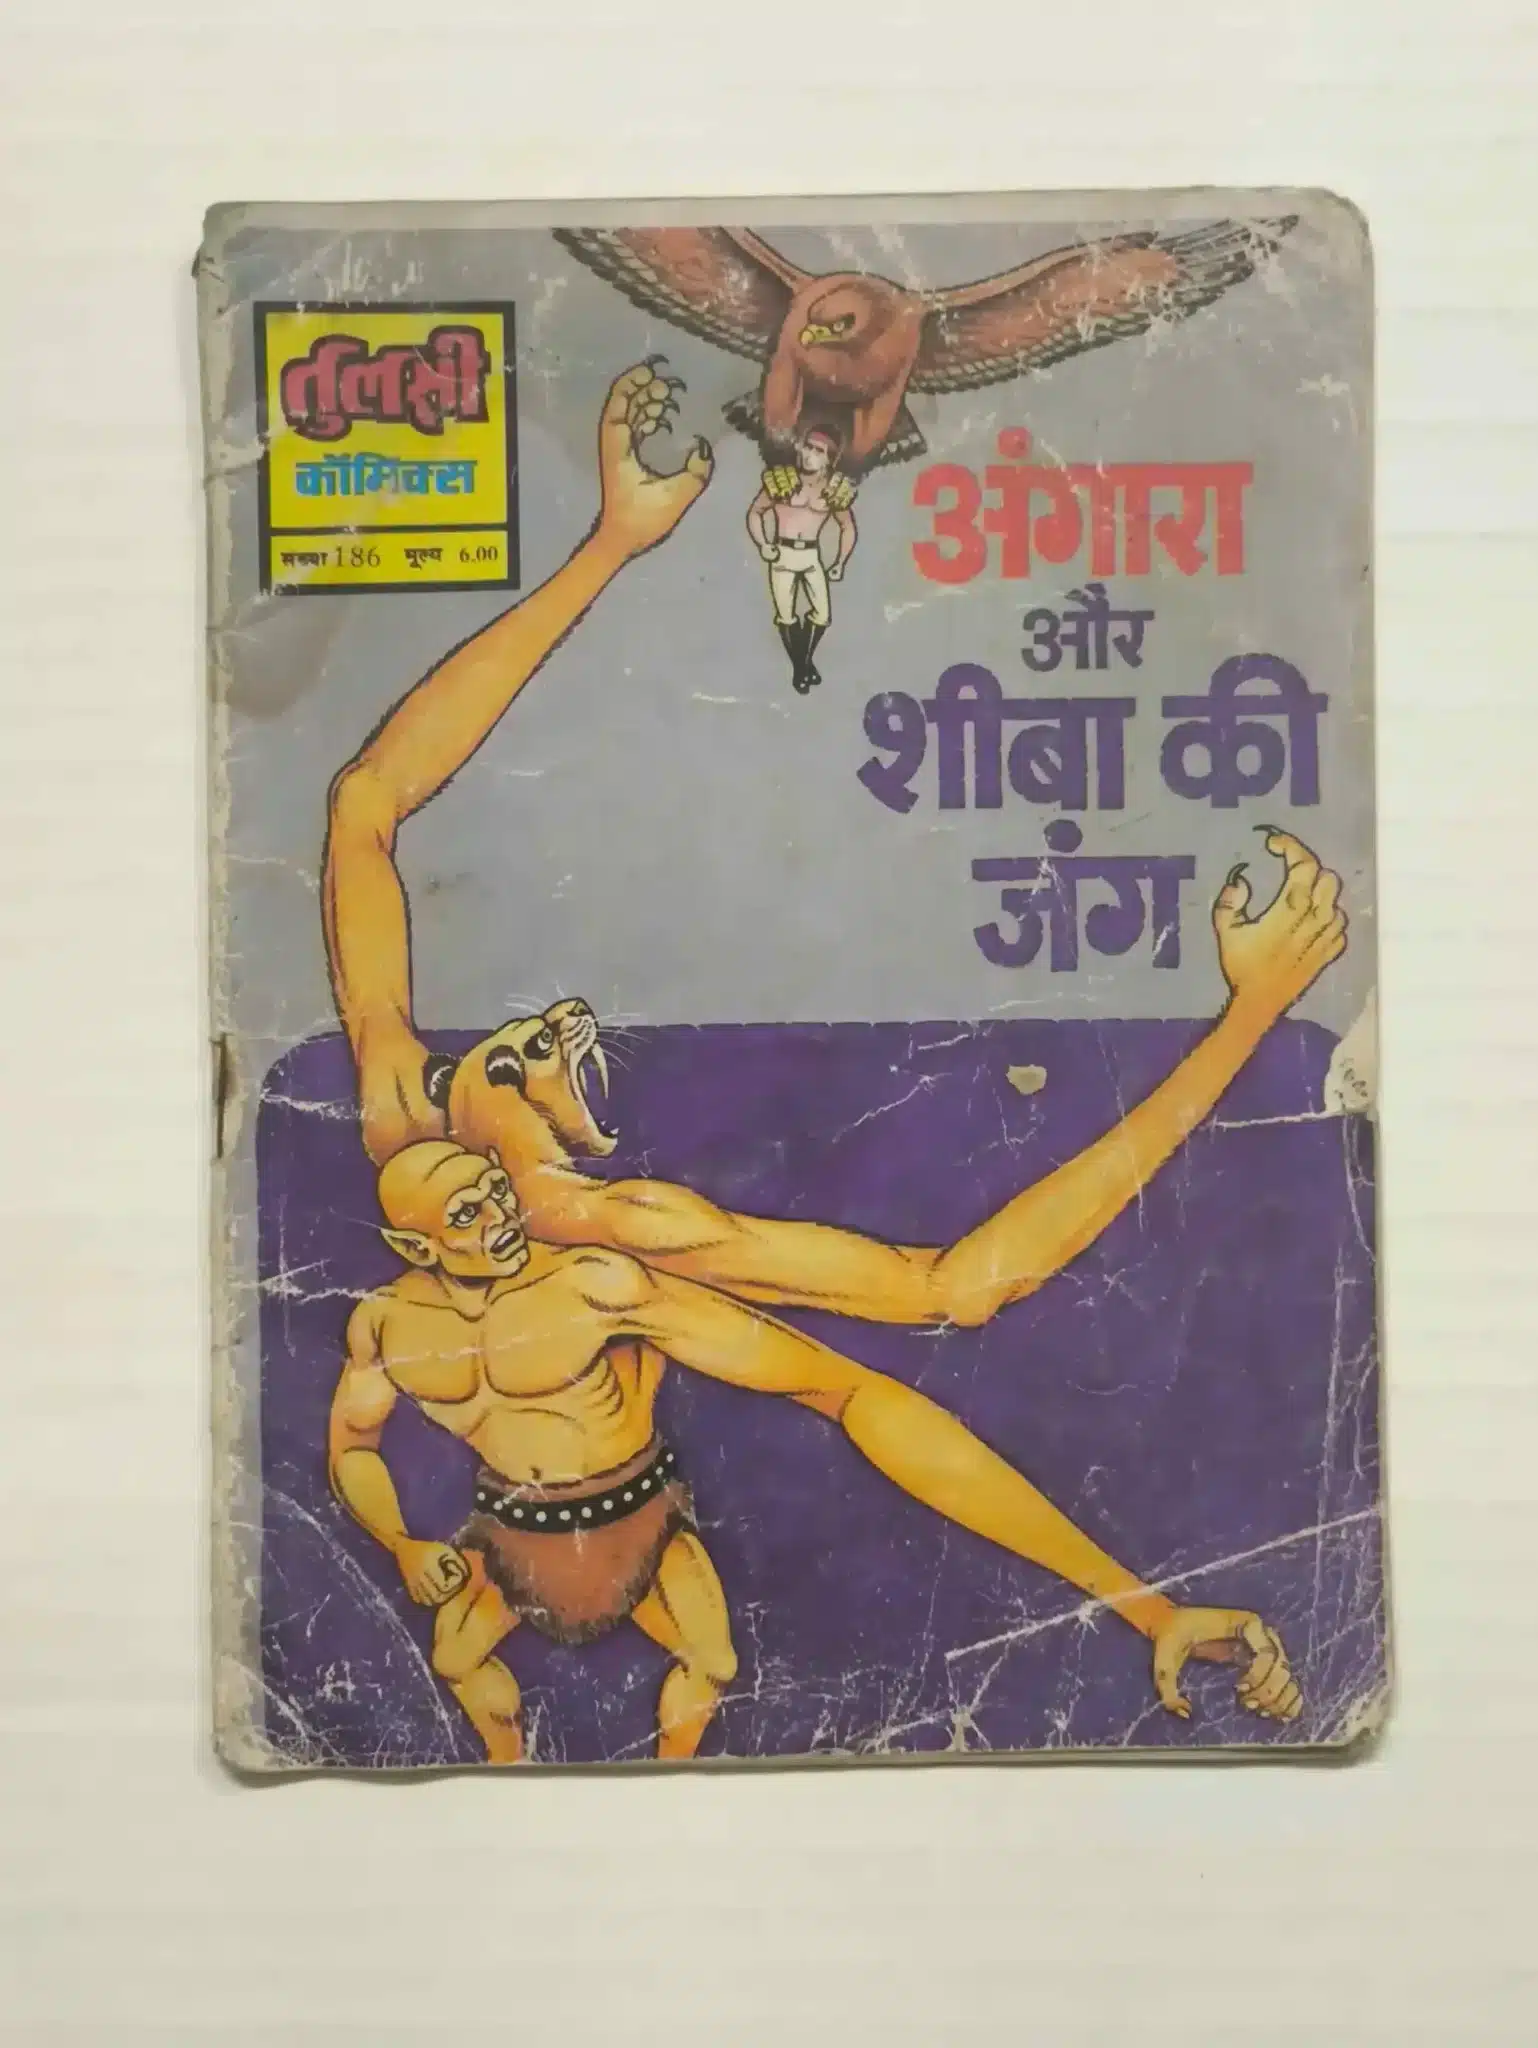 तुलसी
कॉमिक्स
संख्या 186 मूल्य 6.00
अंगारा
और
शीबा की
जंग